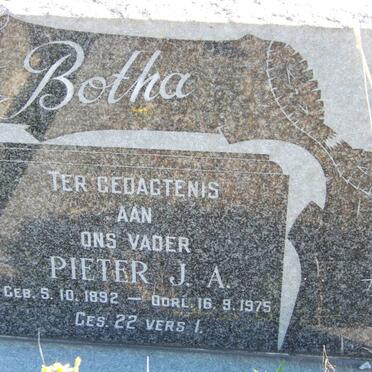 Botha
TER GEDAGTENIS
AAN
ONS VADER
PIETER J. A.
GEB. 5. 10. 1892 — OORL. 16. 9. 1975
GES. 22 VERS 1.